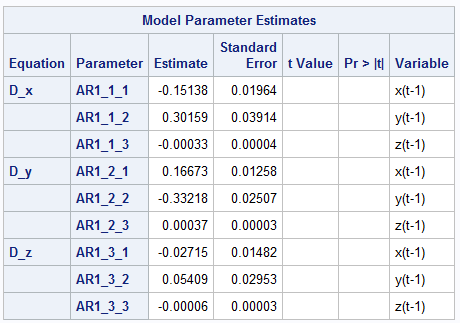 Model Parameter Estimates
Equation Parameter Estimate Standard Error t Value Pr > |t| Variable
D_x AR1_1_1 -0.15138 0.01964 x(t-1)
AR1_1_2 0.30159 0.03914 y(t-1)
AR1_1_3 -0.00033 0.00004 z(t-1)
D_y AR1_2_1 0.16673 0.01258 x(t-1)
AR1_2_2 -0.33218 0.02507 y(t-1)
AR1_2_3 0.00037 0.00003 z(t-1)
D_z AR1_3_1 -0.02715 0.01482 x(t-1)
AR1_3_2 0.05409 0.02953 y(t-1)
AR1_3_3 -0.00006 0.00003 z(t-1)